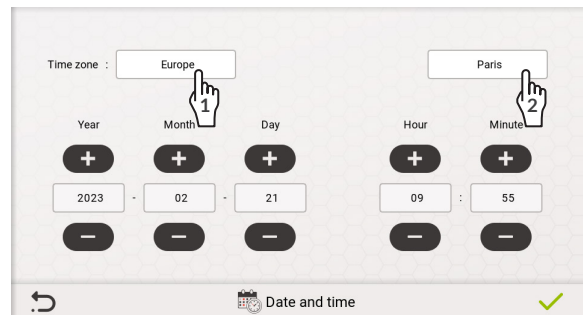 Time zone : Europe Paris
1 2
Year Month Day Hour Minute
+ + + + +
2023 - 02 - 21 09 : 55
− − − − −
Date and time